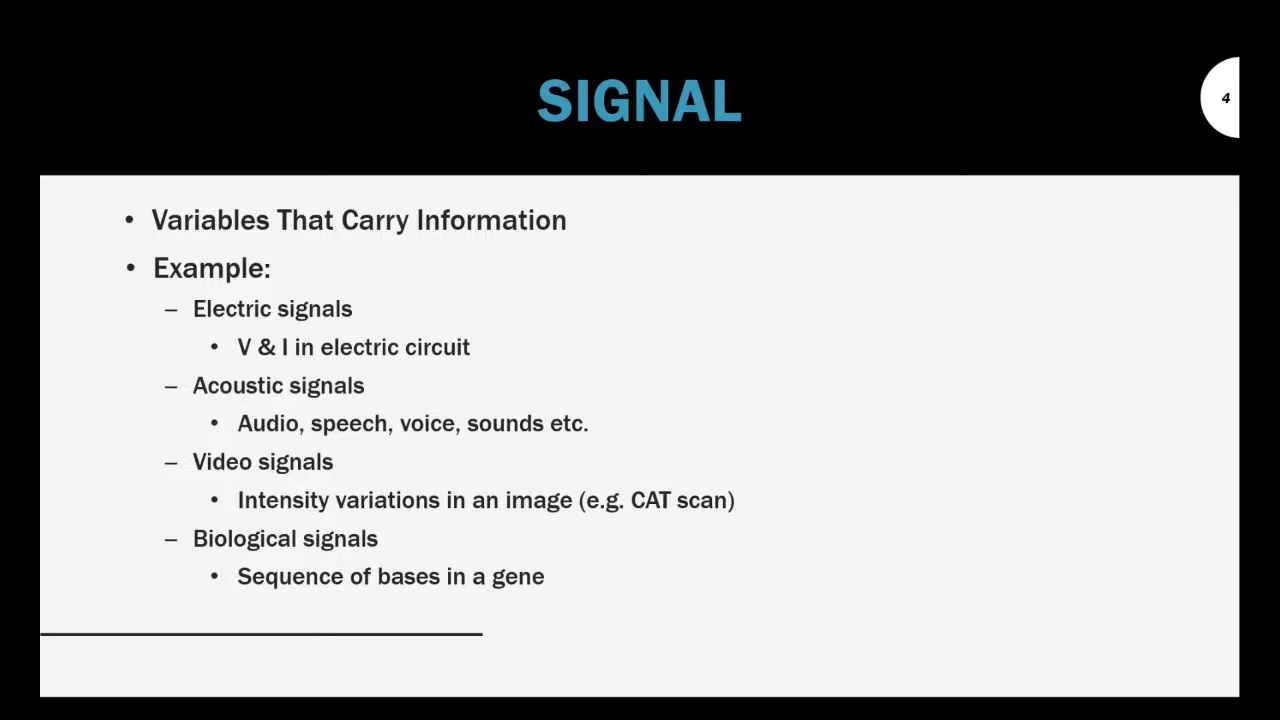 SIGNAL
4
• Variables That Carry Information
• Example:
– Electric signals
• V & I in electric circuit
– Acoustic signals
• Audio, speech, voice, sounds etc.
– Video signals
• Intensity variations in an image (e.g. CAT scan)
– Biological signals
• Sequence of bases in a gene